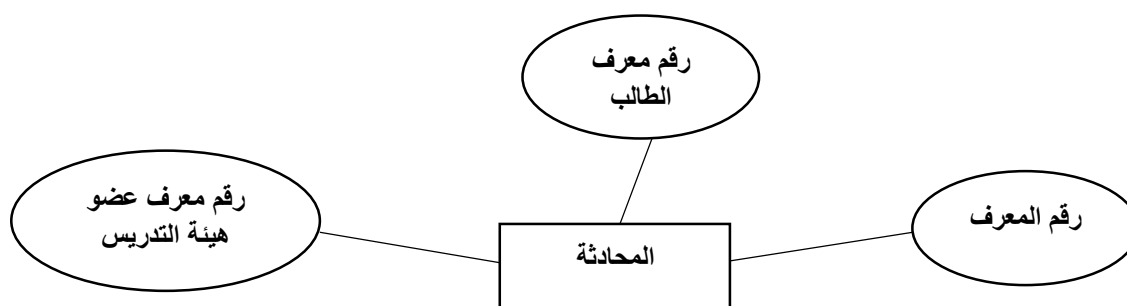 رقم معرف
الطالب
رقم المعرف
رقم معرف عضو
هيئة التدريس
المحادثة